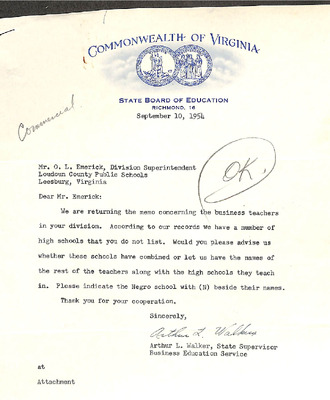 COMMONWEALTH OF VIRGINIA
STATE BOARD OF EDUCATION
RICHMOND, 16
September 10, 1954
Commercial
Mr. O. L. Emerick, Division Superintendent
Loudoun County Public Schools
Leesburg, Virginia
OK.
Dear Mr. Emerick:
We are returning the memo concerning the business teachers
in your division. According to our records we have a number of
high schools that you do not list. Would you please advise us
whether these schools have combined or let us have the names of
the rest of the teachers along with the high schools they teach
in. Please indicate the Negro school with (N) beside their names.
Thank you for your cooperation.
Sincerely,
Arthur L. Walker
Arthur L. Walker, State Supervisor
Business Education Service
at
Attachment